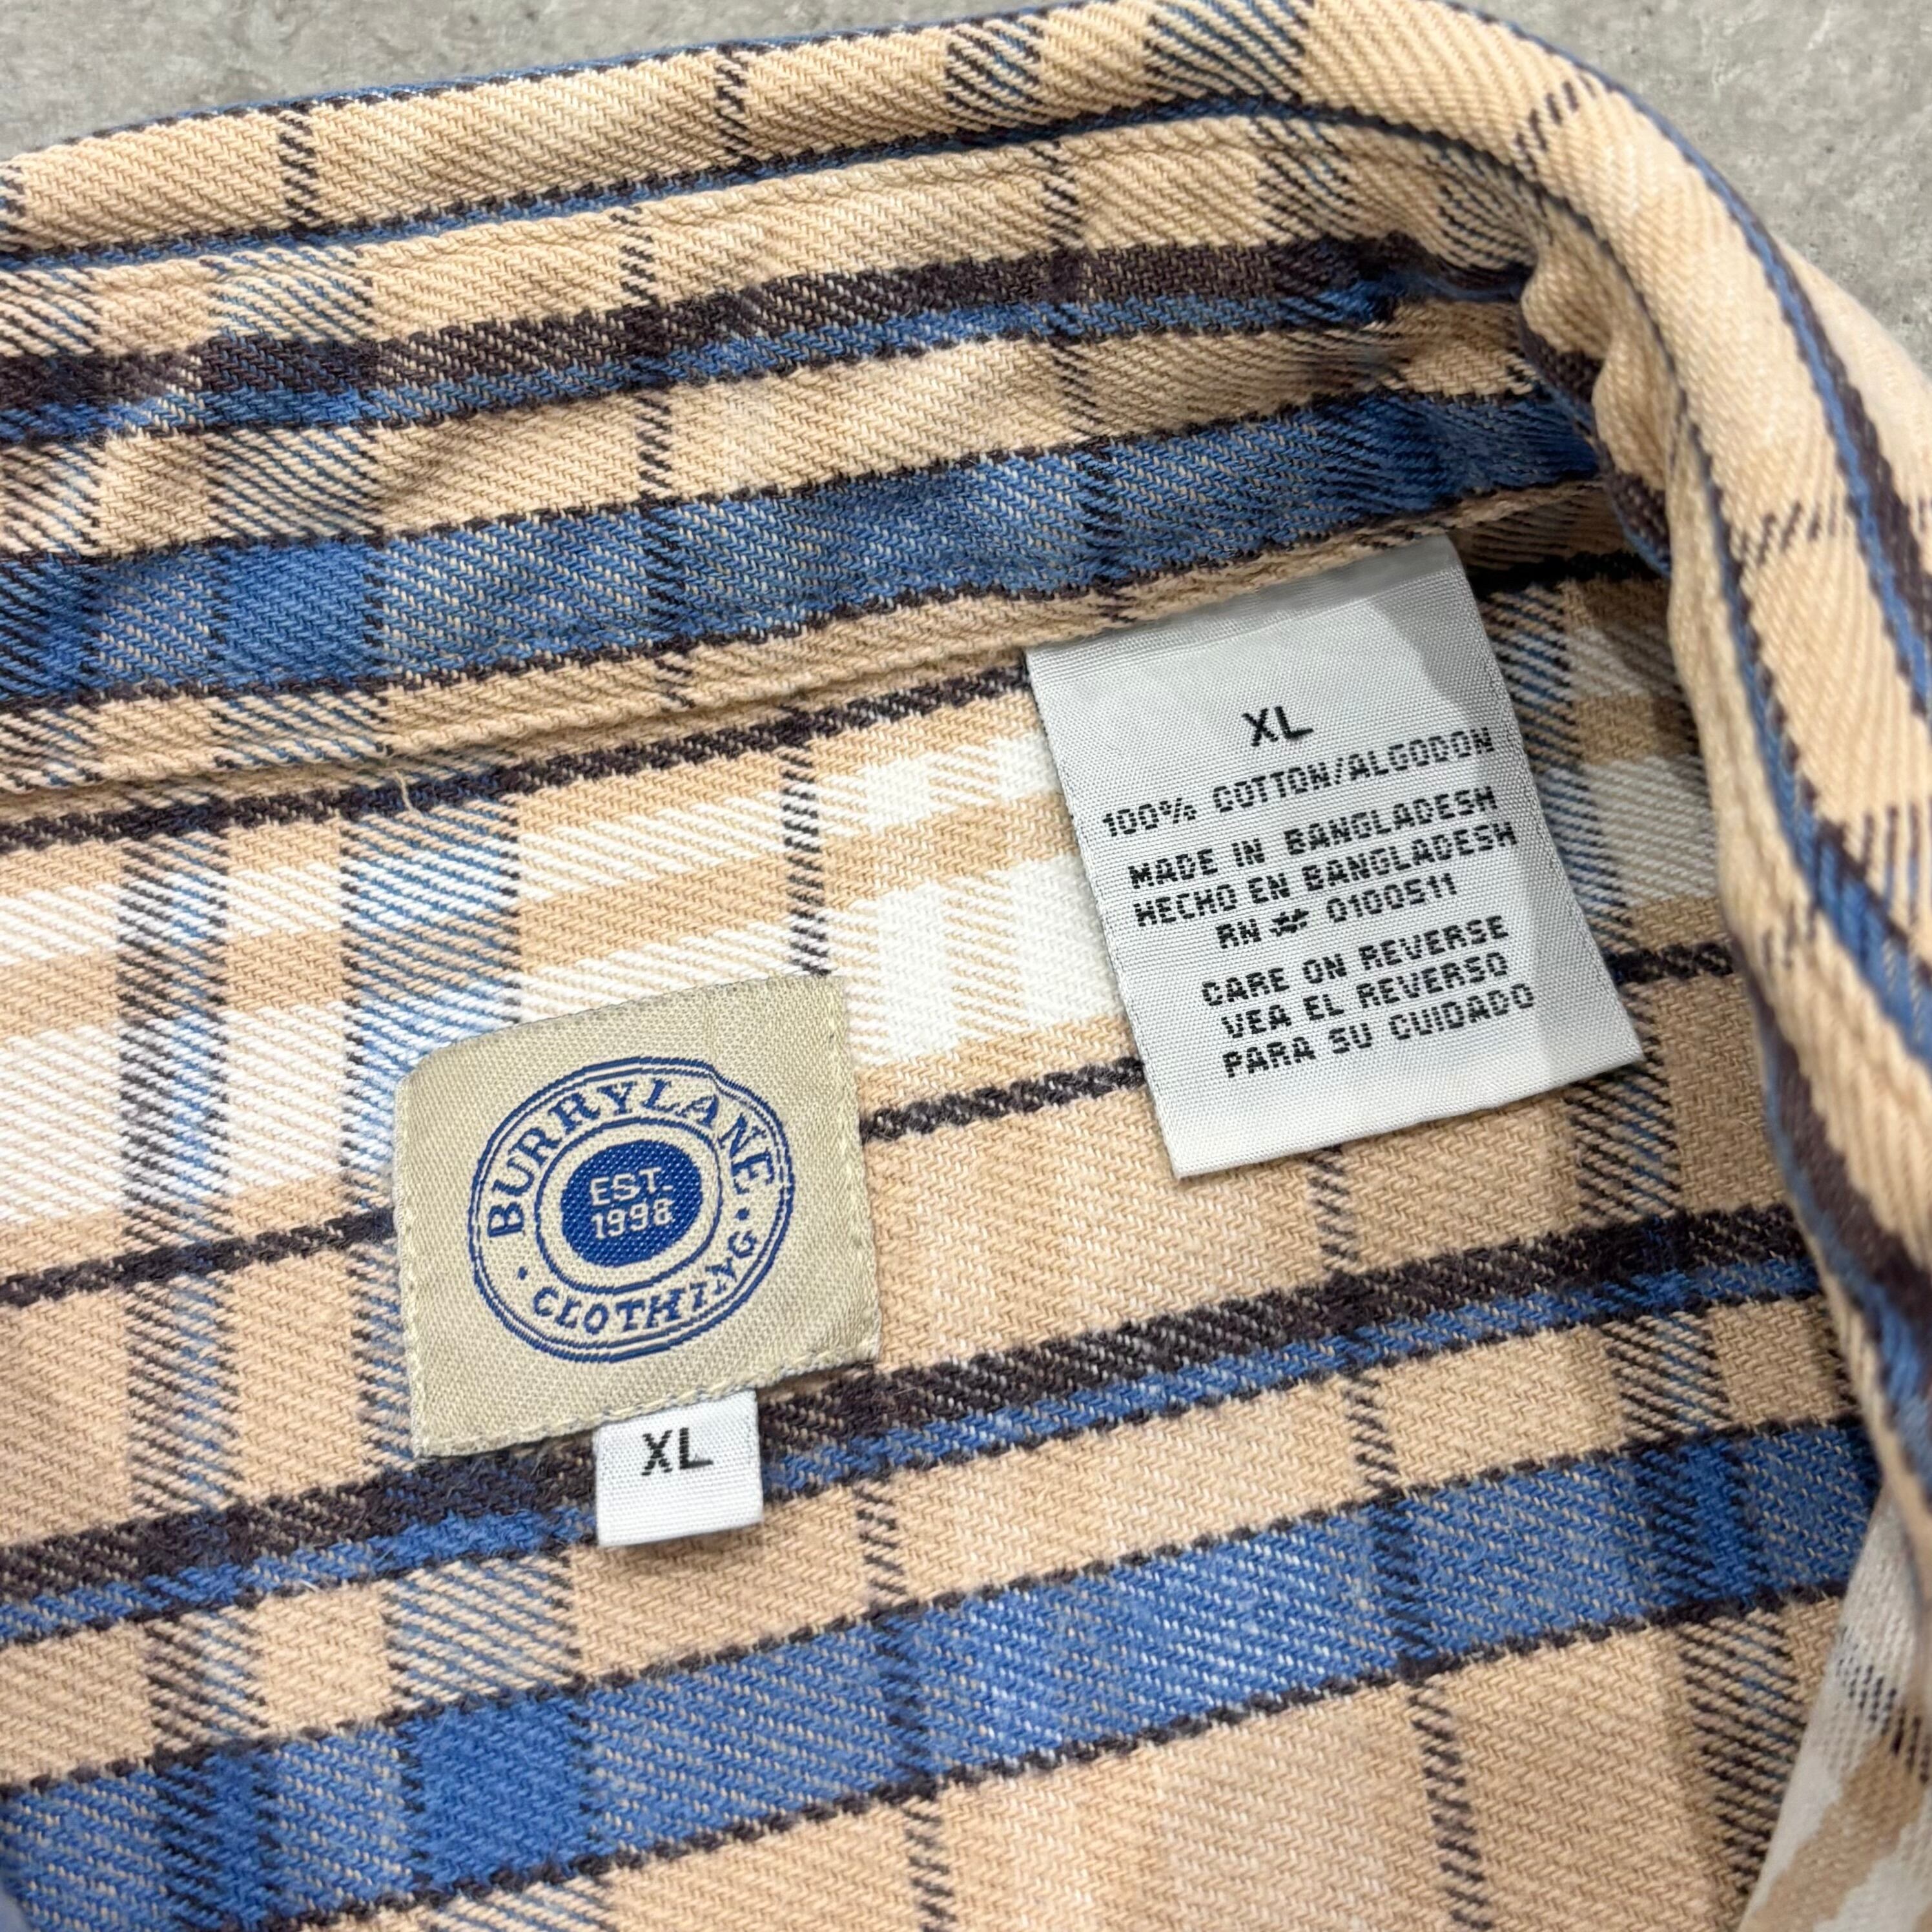 XL
100% COTTON/ALGODON
MADE IN BANGLADESH
HECHO EN BANGLADESH
RN # 0100511
CARE ON REVERSE
VEA EL REVERSO
PARA SU CUIDADO
BURRYLANE
EST.
1998
• CLOTHING •
XL